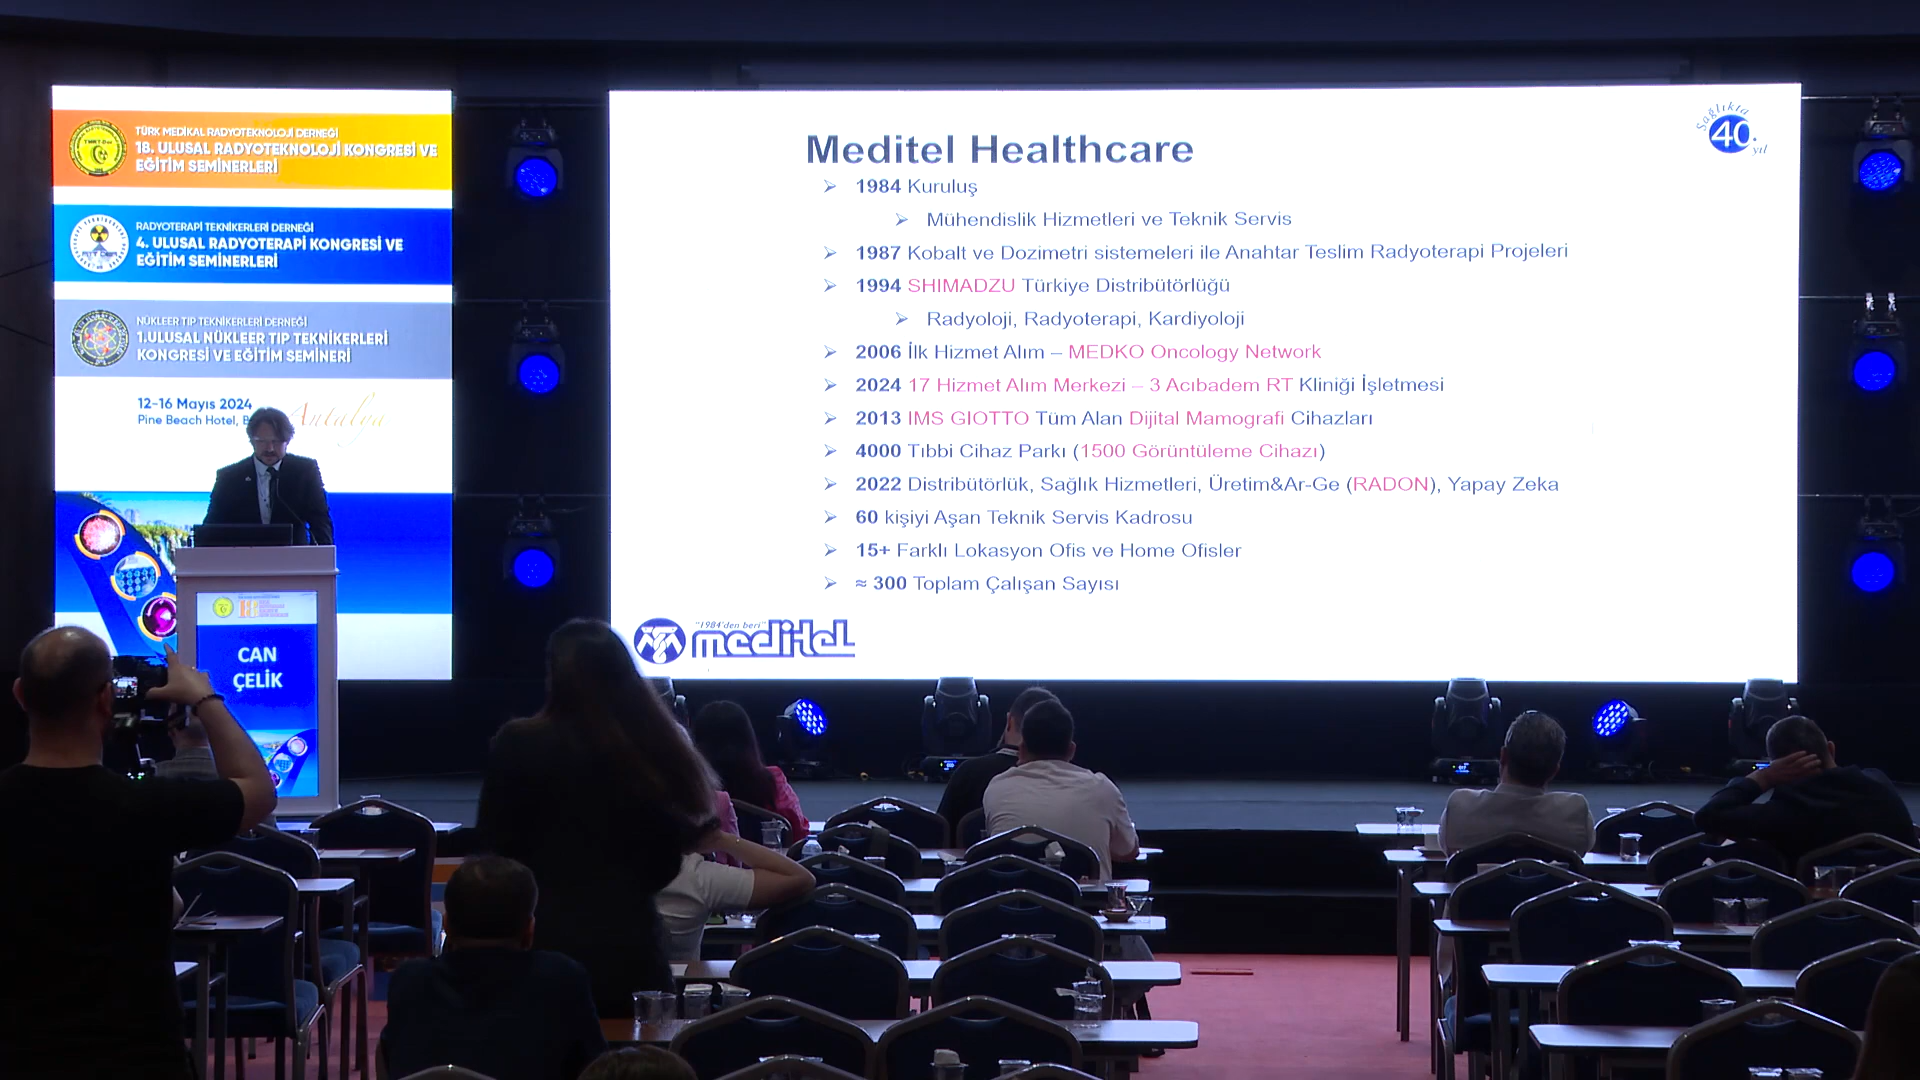 TÜRK MEDİKAL RADYOTEKNOLOJİ DERNEĞİ
18. ULUSAL RADYOTEKNOLOJİ KONGRESİ VE
EĞİTİM SEMİNERLERİ
RADYOTERAPİ TEKNİKERLERİ DERNEĞİ
4. ULUSAL RADYOTERAPİ KONGRESİ VE
EĞİTİM SEMİNERLERİ
NÜKLEER TIP TEKNİKERLERİ DERNEĞİ
1.ULUSAL NÜKLEER TIP TEKNİKERLERİ
KONGRESİ VE EĞİTİM SEMİNERİ
12-16 Mayıs 2024
Pine Beach Hotel,
Antalya
CAN
ÇELİK
Sağlıkta
40.
yıl
Meditel Healthcare
➢ 1984 Kuruluş
➢ Mühendislik Hizmetleri ve Teknik Servis
➢ 1987 Kobalt ve Dozimetri sistemeleri ile Anahtar Teslim Radyoterapi Projeleri
➢ 1994 SHIMADZU Türkiye Distribütörlüğü
➢ Radyoloji, Radyoterapi, Kardiyoloji
➢ 2006 İlk Hizmet Alım – MEDKO Oncology Network
➢ 2024 17 Hizmet Alım Merkezi – 3 Acıbadem RT Kliniği İşletmesi
➢ 2013 IMS GIOTTO Tüm Alan Dijital Mamografi Cihazları
➢ 4000 Tıbbi Cihaz Parkı (1500 Görüntüleme Cihazı)
➢ 2022 Distribütörlük, Sağlık Hizmetleri, Üretim&Ar-Ge (RADON), Yapay Zeka
➢ 60 kişiyi Aşan Teknik Servis Kadrosu
➢ 15+ Farklı Lokasyon Ofis ve Home Ofisler
➢ ≈ 300 Toplam Çalışan Sayısı
"1984'den beri"
meditel